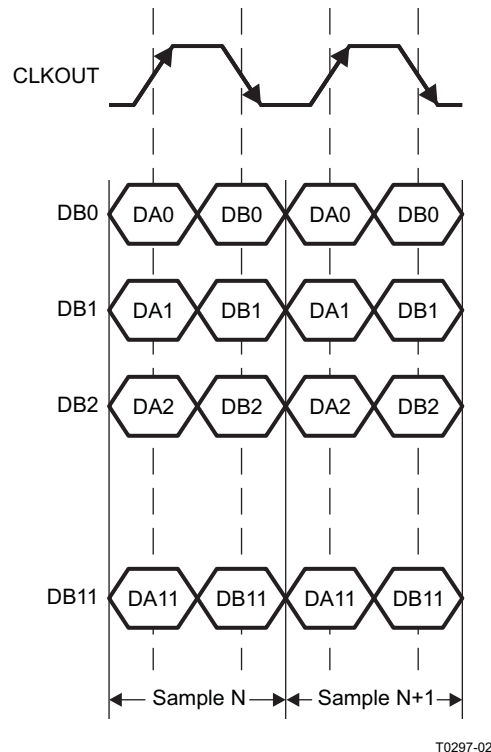 CLKOUT
DB0 DA0 DB0 DA0 DB0
DB1 DA1 DB1 DA1 DB1
DB2 DA2 DB2 DA2 DB2
DB11 DA11 DB11 DA11 DB11
Sample N Sample N+1
T0297-02